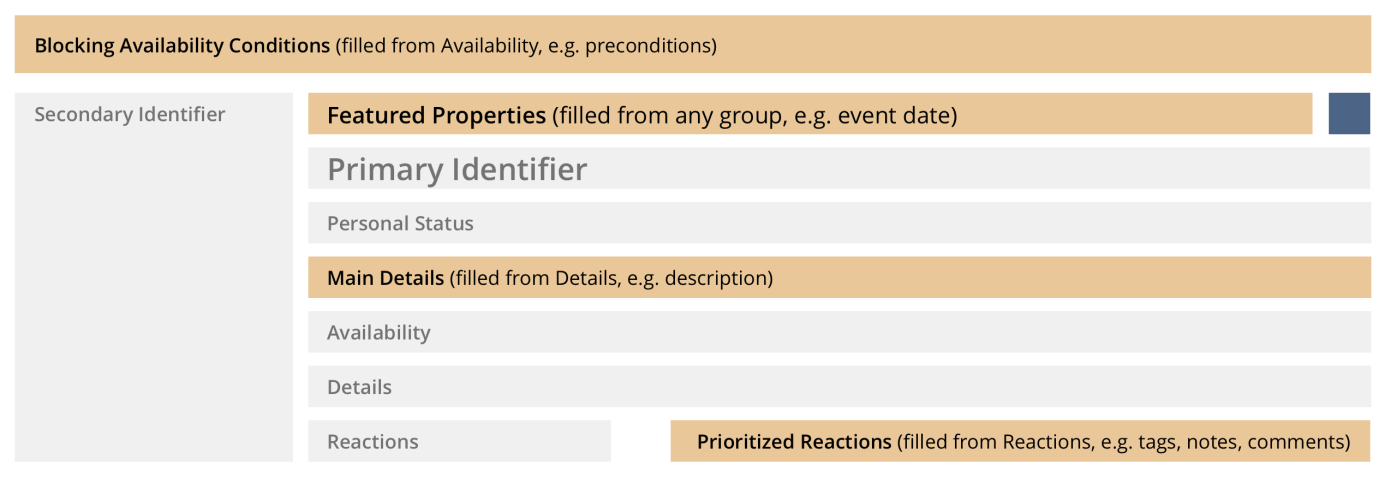 Blocking Availability Conditions (filled from Availability, e.g. preconditions)
Secondary Identifier
Featured Properties (filled from any group, e.g. event date)
Primary Identifier
Personal Status
Main Details (filled from Details, e.g. description)
Availability
Details
Reactions
Prioritized Reactions (filled from Reactions, e.g. tags, notes, comments)